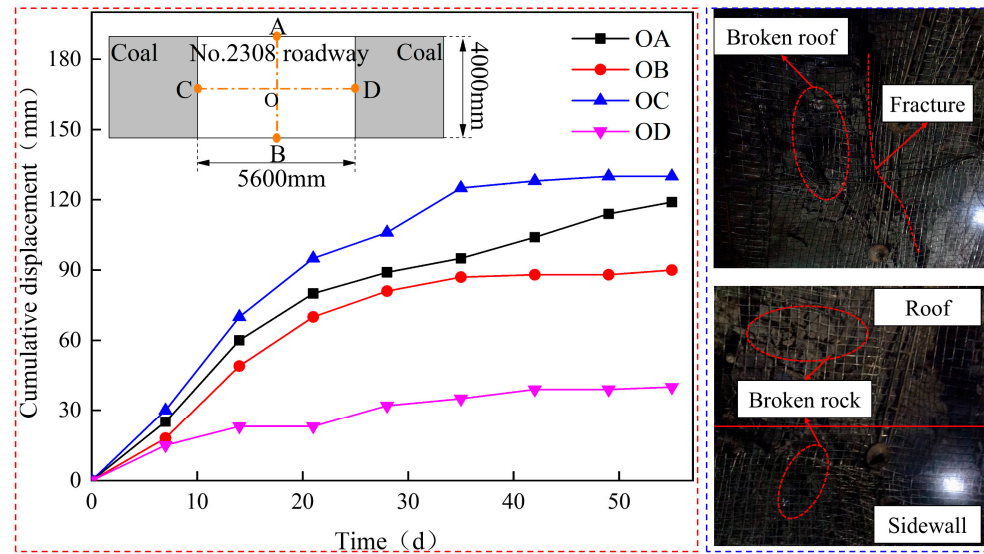 Cumulative displacement（mm）
180
150
120
90
60
30
0
0
10
20
30
40
50
Time（d）
A
Coal
No.2308 roadway
Coal
C
O
D
B
4000mm
5600mm
OA
OB
OC
OD
Broken roof
Fracture
Roof
Broken rock
Sidewall